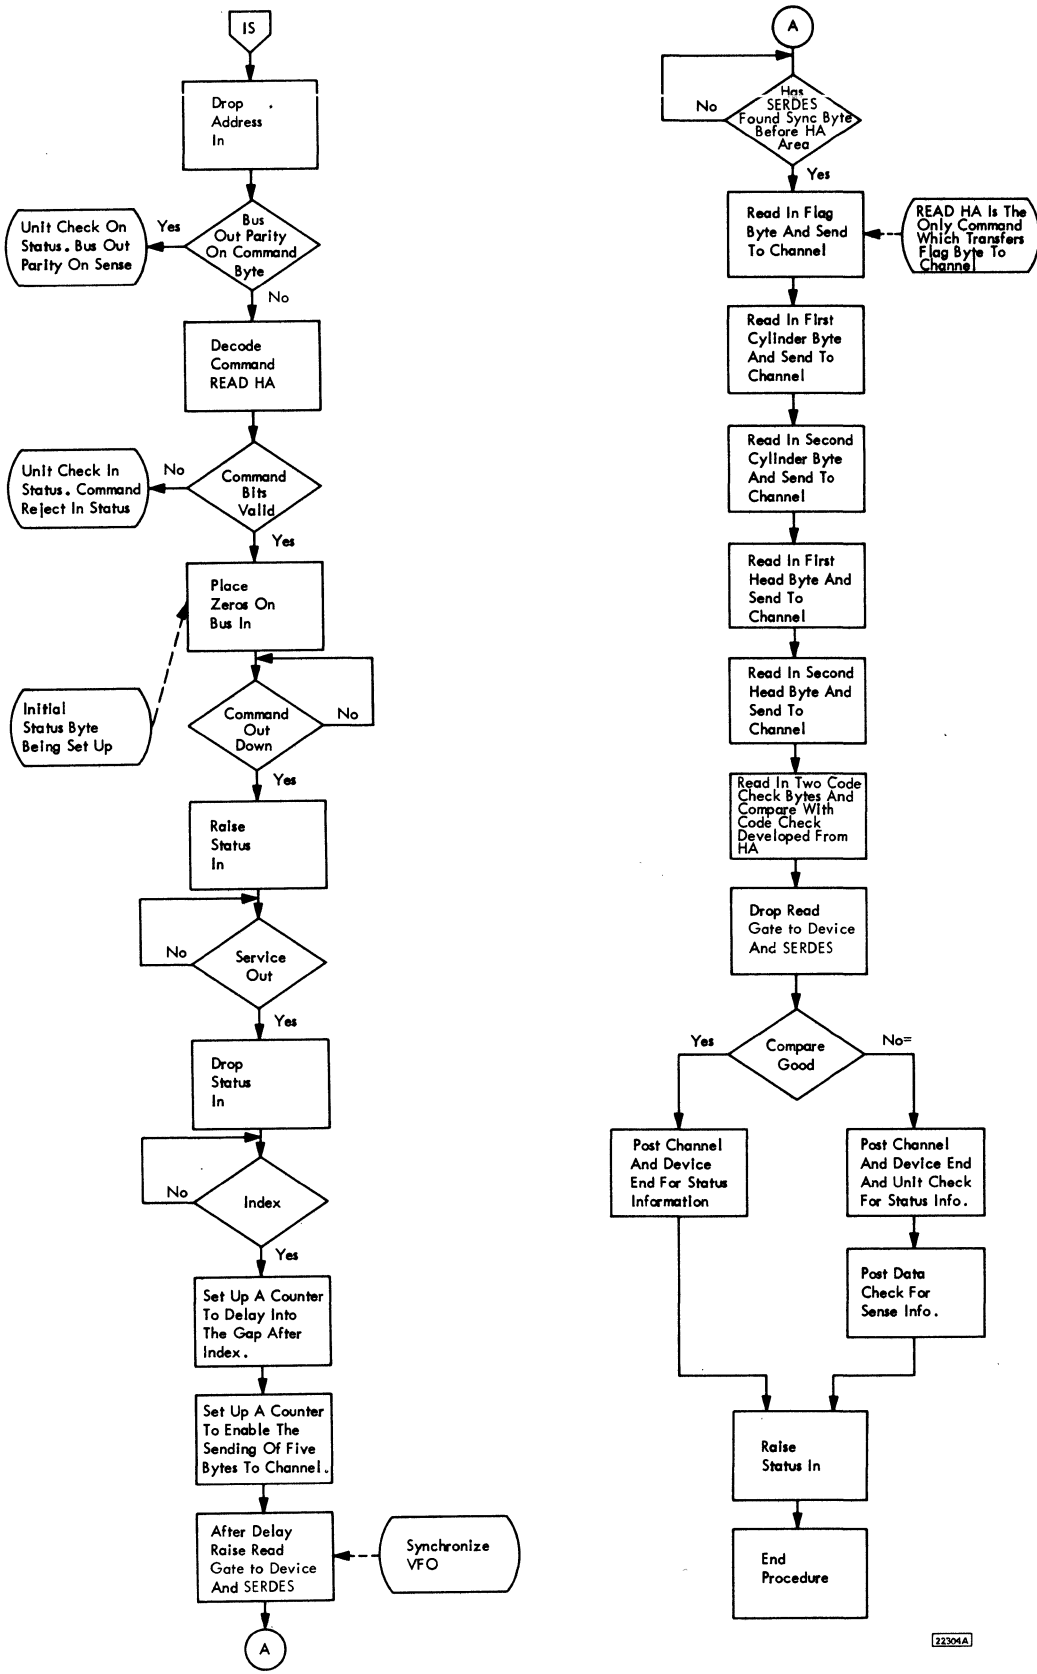 IS
Drop
Address
In
Bus
Out Parity
On Command
Byte
Yes
Unit Check On
Status. Bus Out
Parity On Sense
No
Decode
Command
READ HA
Command
Bits
Valid
No
Unit Check In
Status. Command
Reject In Status
Yes
Place
Zeros On
Bus In
Initial
Status Byte
Being Set Up
Command
Out
Down
No
Yes
Raise
Status
In
Service
Out
No
Yes
Drop
Status
In
Index
No
Yes
Set Up A Counter
To Delay Into
The Gap After
Index.
Set Up A Counter
To Enable The
Sending Of Five
Bytes To Channel.
After Delay
Raise Read
Gate to Device
And SERDES
Synchronize
VFO
A
A
Has
SERDES
Found Sync Byte
Before HA
Area
No
Yes
Read In Flag
Byte And Send
To Channel
READ HA Is The
Only Command
Which Transfers
Flag Byte To
Channel
Read In First
Cylinder Byte
And Send To
Channel
Read In Second
Cylinder Byte
And Send To
Channel
Read In First
Head Byte And
Send To
Channel
Read In Second
Head Byte And
Send To
Channel
Read In Two Code
Check Bytes And
Compare With
Code Check
Developed From
HA
Drop Read
Gate to Device
And SERDES
Compare
Good
Yes
No=
Post Channel
And Device
End For Status
Information
Post Channel
And Device End
And Unit Check
For Status Info.
Post Data
Check For
Sense Info.
Raise
Status In
End
Procedure
22304A